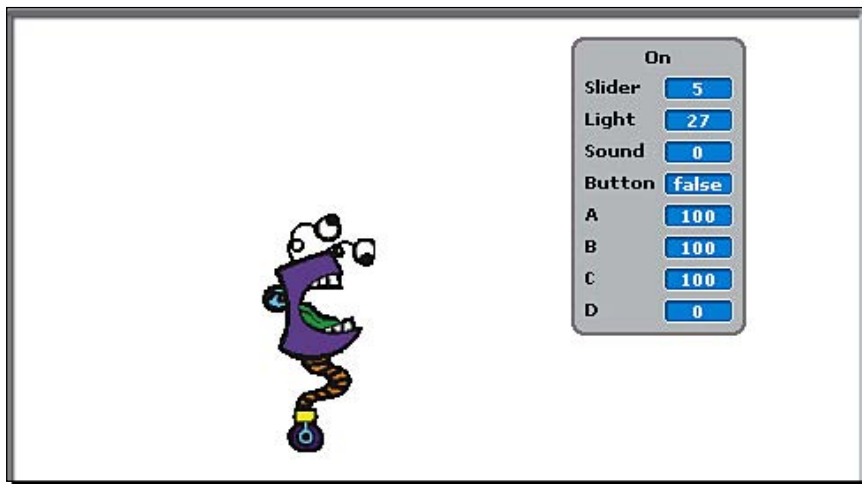 On
Slider 5
Light 27
Sound 0
Button false
A 100
B 100
C 100
D 0